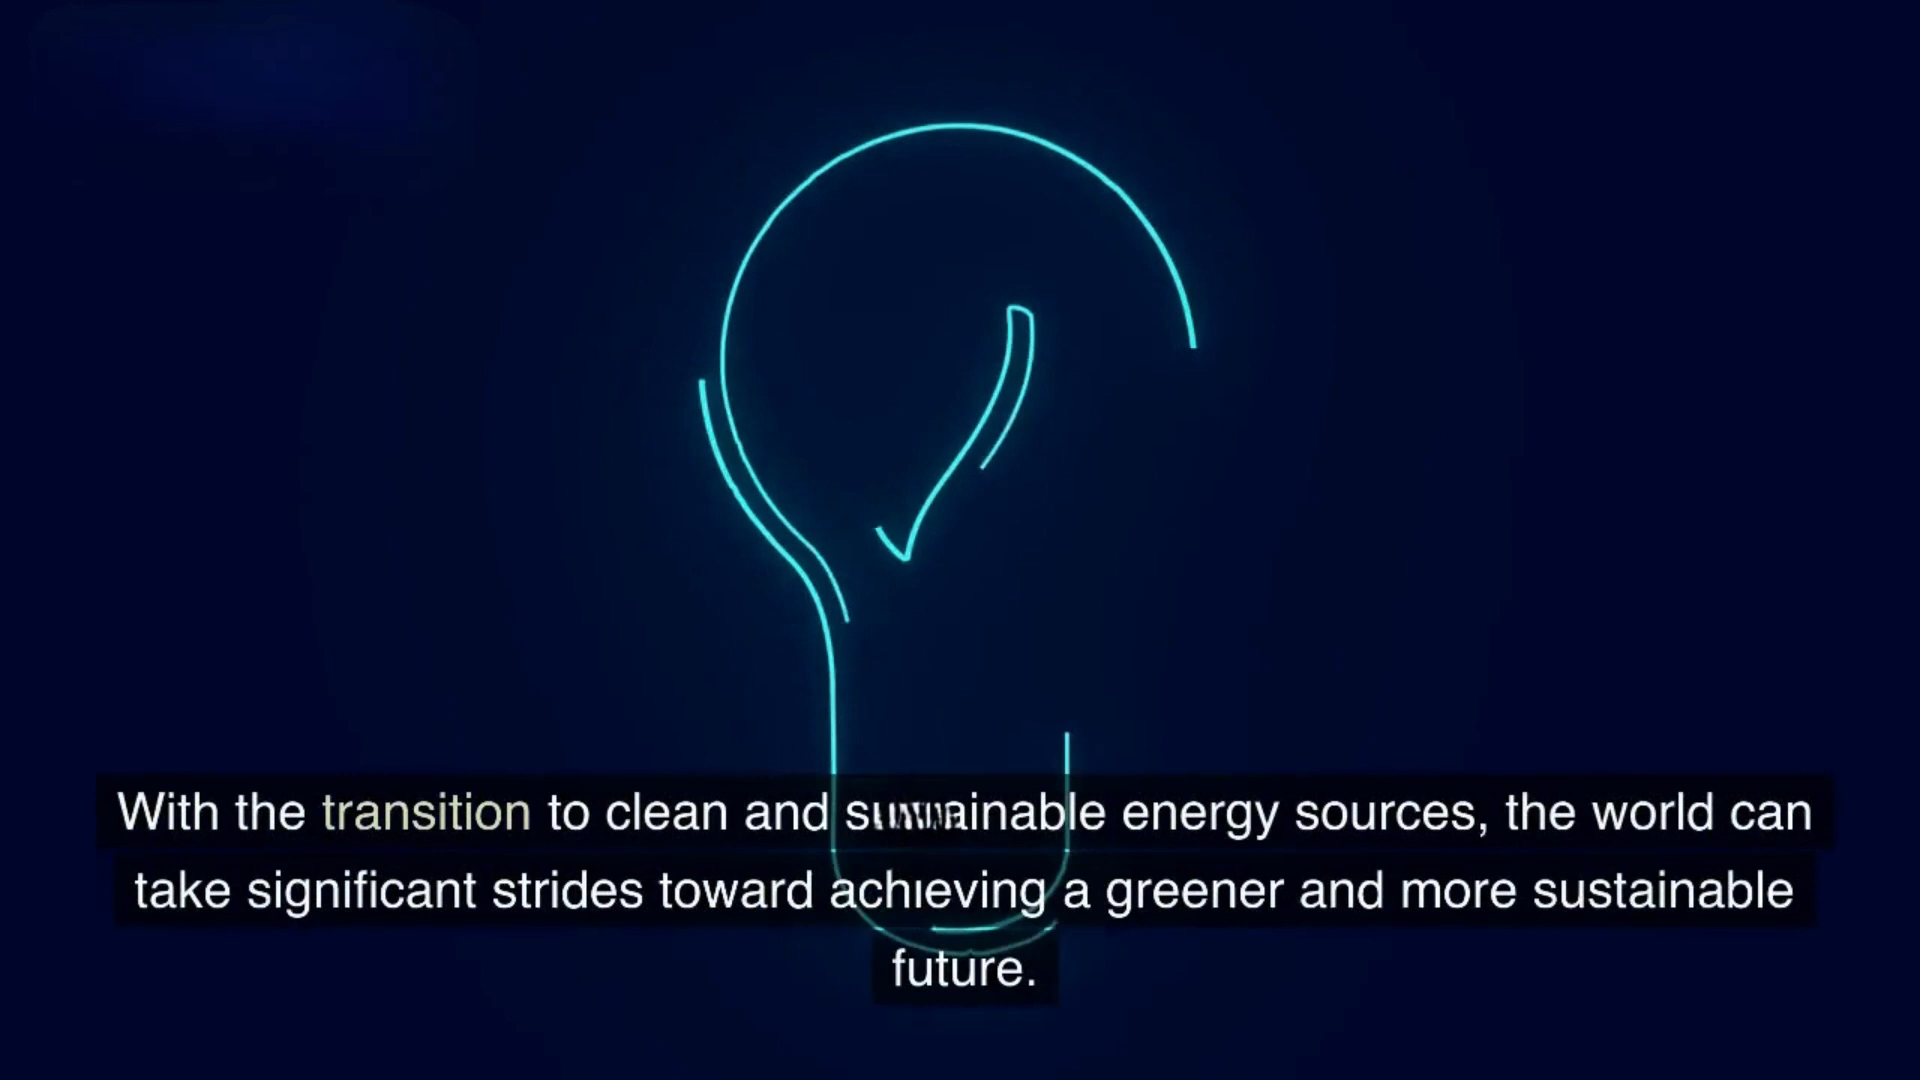 With the transition to clean and sustainable energy sources, the world can
take significant strides toward achieving a greener and more sustainable
future.